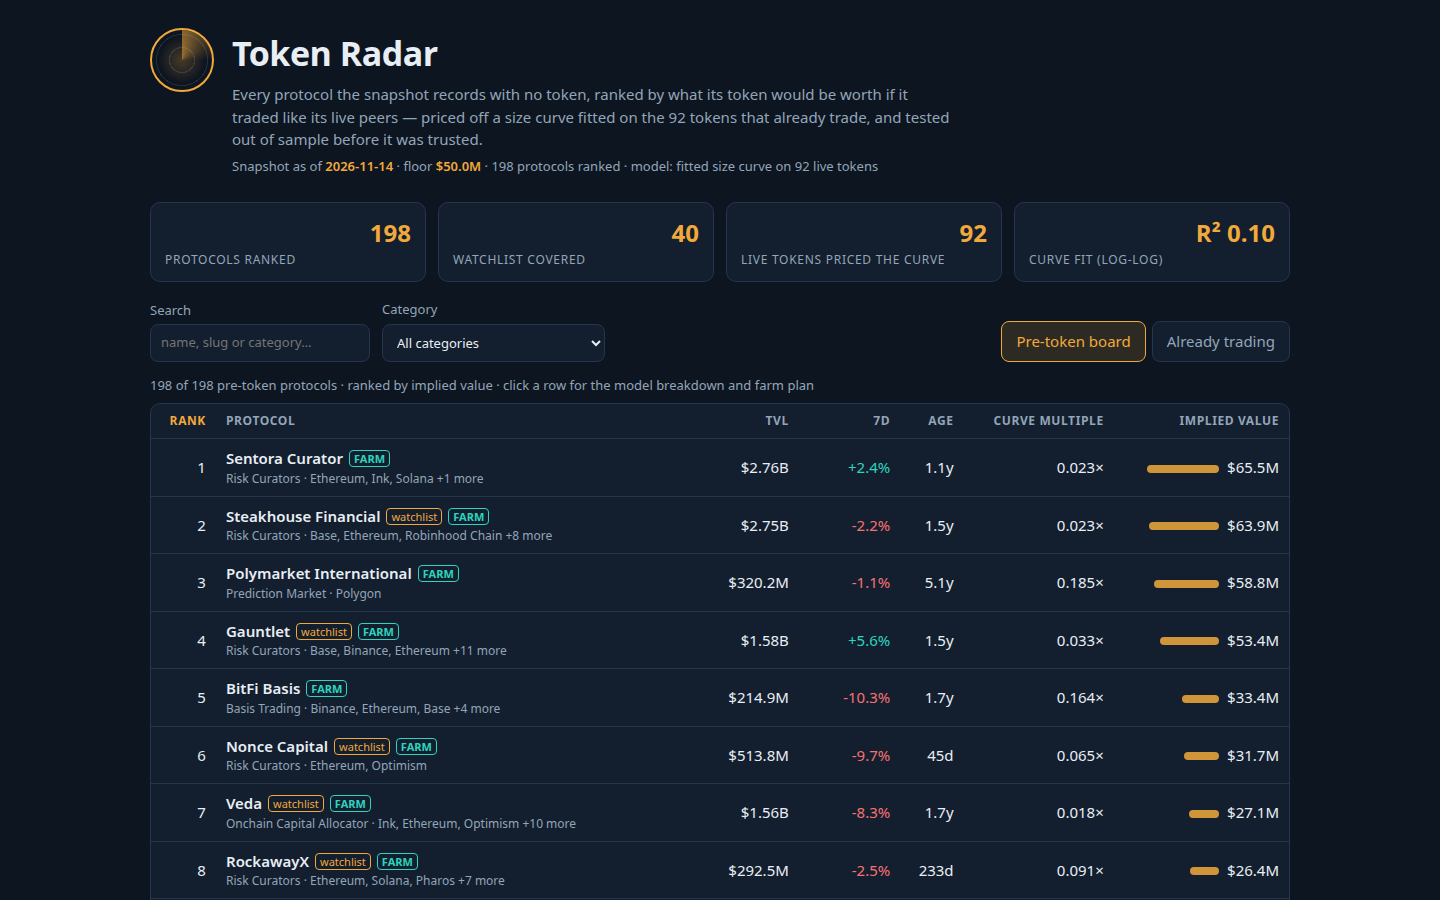 Token Radar
Every protocol the snapshot records with no token, ranked by what its token would be worth if it
traded like its live peers — priced off a size curve fitted on the 92 tokens that already trade, and tested
out of sample before it was trusted.
Snapshot as of 2026-11-14 · floor $50.0M · 198 protocols ranked · model: fitted size curve on 92 live tokens
198
PROTOCOLS RANKED
40
WATCHLIST COVERED
92
LIVE TOKENS PRICED THE CURVE
R² 0.10
CURVE FIT (LOG-LOG)
Search
name, slug or category...
Category
All categories
Pre-token board
Already trading
198 of 198 pre-token protocols · ranked by implied value · click a row for the model breakdown and farm plan
RANK PROTOCOL TVL 7D AGE CURVE MULTIPLE IMPLIED VALUE
1 Sentora Curator FARM $2.76B +2.4% 1.1y 0.023× $65.5M
Risk Curators · Ethereum, Ink, Solana +1 more
2 Steakhouse Financial watchlist FARM $2.75B -2.2% 1.5y 0.023× $63.9M
Risk Curators · Base, Ethereum, Robinhood Chain +8 more
3 Polymarket International FARM $320.2M -1.1% 5.1y 0.185× $58.8M
Prediction Market · Polygon
4 Gauntlet watchlist FARM $1.58B +5.6% 1.5y 0.033× $53.4M
Risk Curators · Base, Binance, Ethereum +11 more
5 BitFi Basis FARM $214.9M -10.3% 1.7y 0.164× $33.4M
Basis Trading · Binance, Ethereum, Base +4 more
6 Nonce Capital watchlist FARM $513.8M -9.7% 45d 0.065× $31.7M
Risk Curators · Ethereum, Optimism
7 Veda watchlist FARM $1.56B -8.3% 1.7y 0.018× $27.1M
Onchain Capital Allocator · Ink, Ethereum, Optimism +10 more
8 RockawayX watchlist FARM $292.5M -2.5% 233d 0.091× $26.4M
Risk Curators · Ethereum, Solana, Pharos +7 more